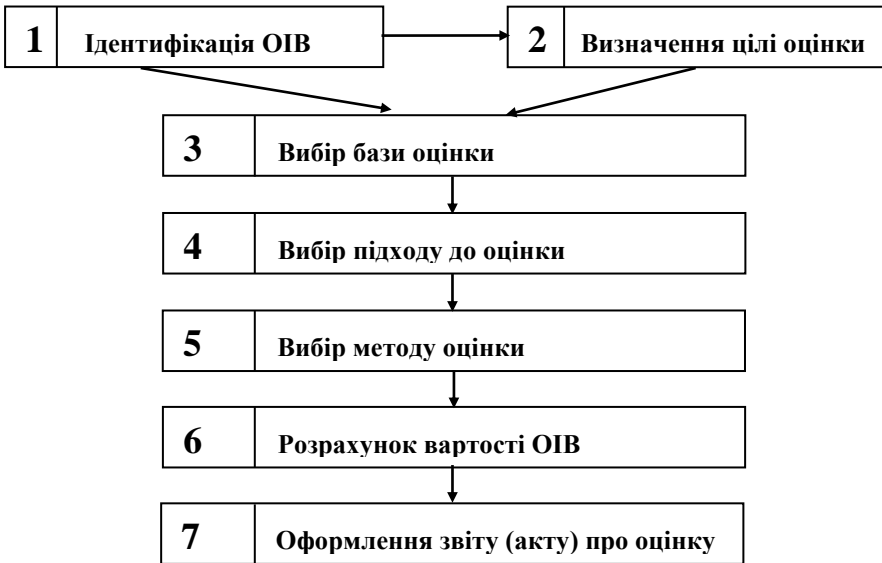 1 Ідентифікація ОІВ
2 Визначення цілі оцінки
3 Вибір бази оцінки
4 Вибір підходу до оцінки
5 Вибір методу оцінки
6 Розрахунок вартості ОІВ
7 Оформлення звіту (акту) про оцінку